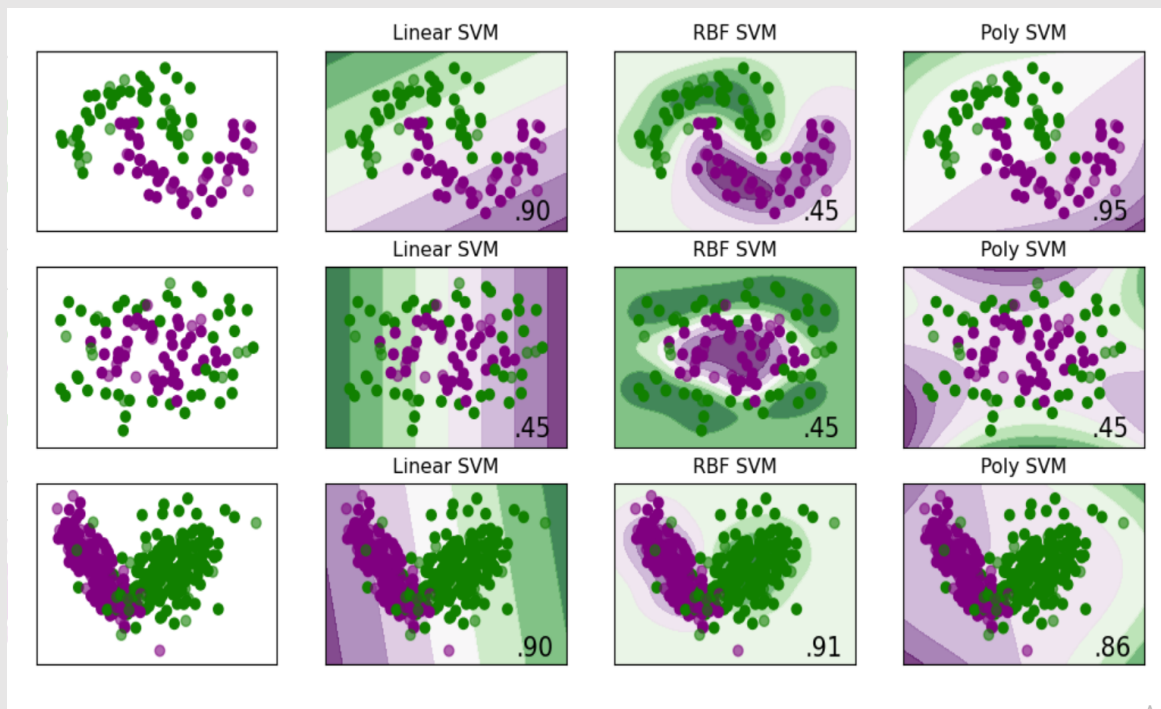 Linear SVM RBF SVM Poly SVM
.90 .45 .95
Linear SVM RBF SVM Poly SVM
.45 .45 .45
Linear SVM RBF SVM Poly SVM
.90 .91 .86